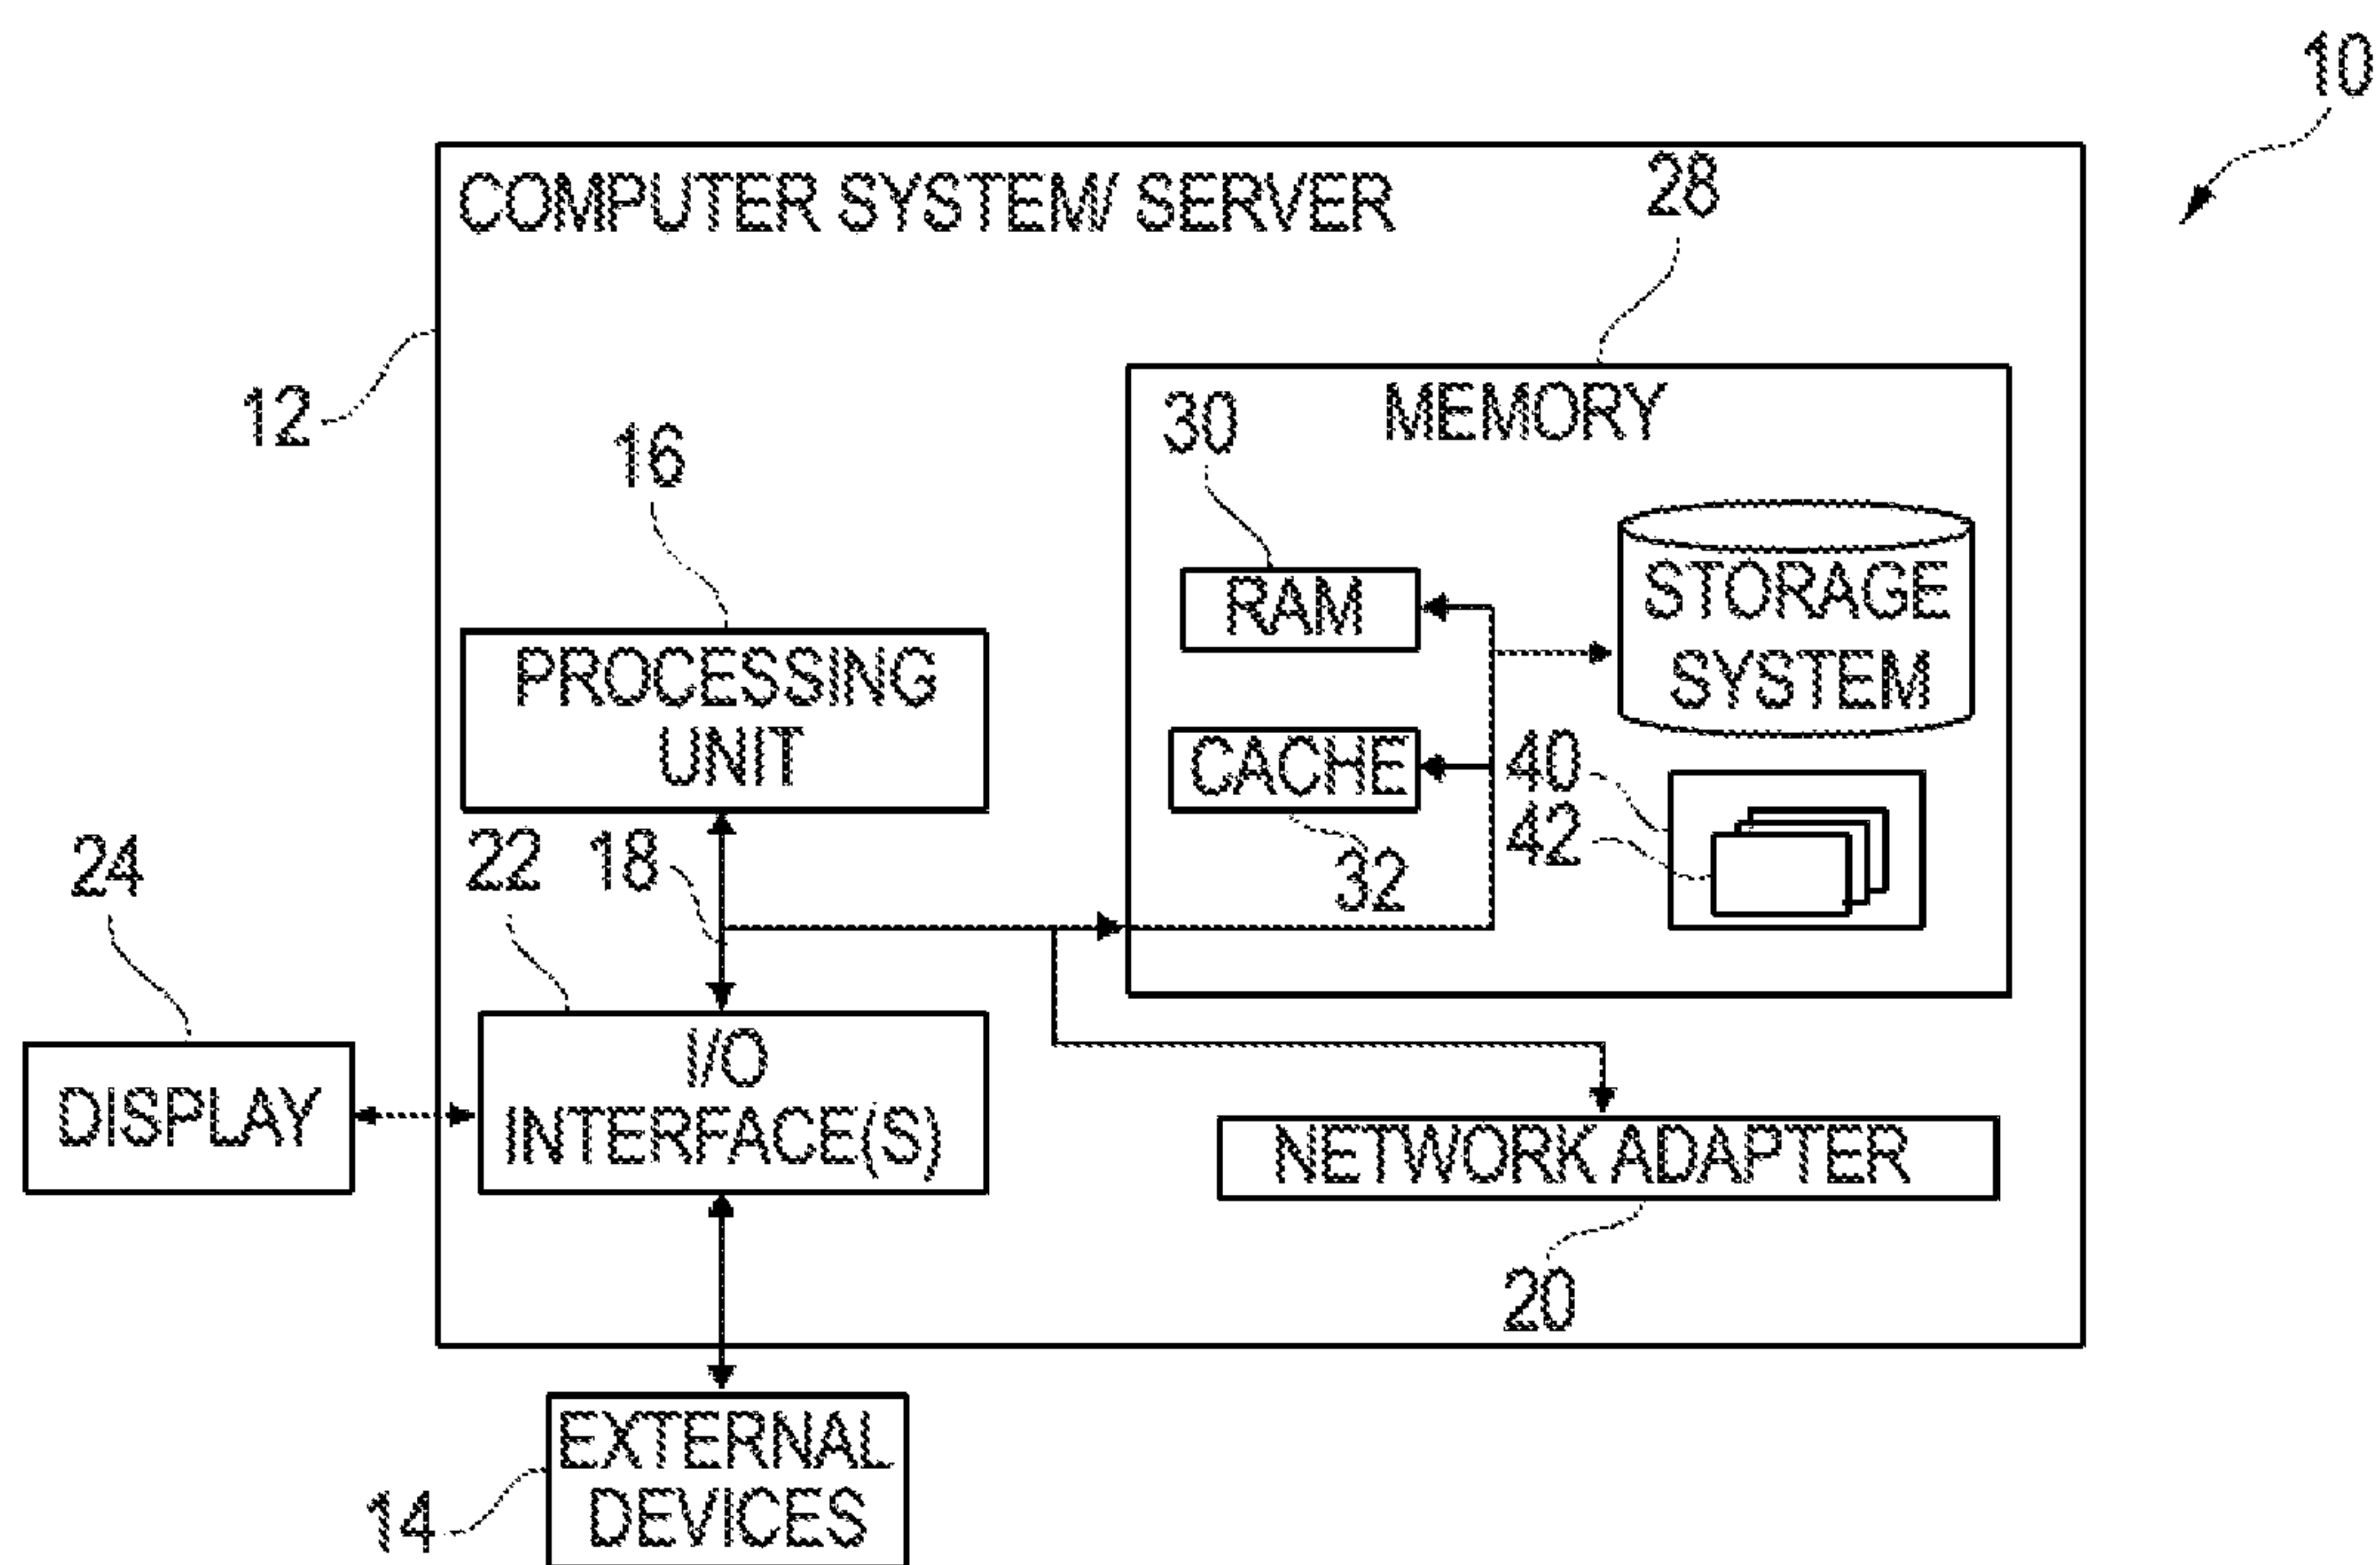 10
COMPUTER SYSTEM/ SERVER
28
12
MEMORY
30
16
RAM
STORAGE
SYSTEM
PROCESSING
UNIT
CACHE
40
42
32
24
22
18
DISPLAY
I/O
INTERFACE(S)
NETWORK ADAPTER
20
EXTERNAL
DEVICES
14